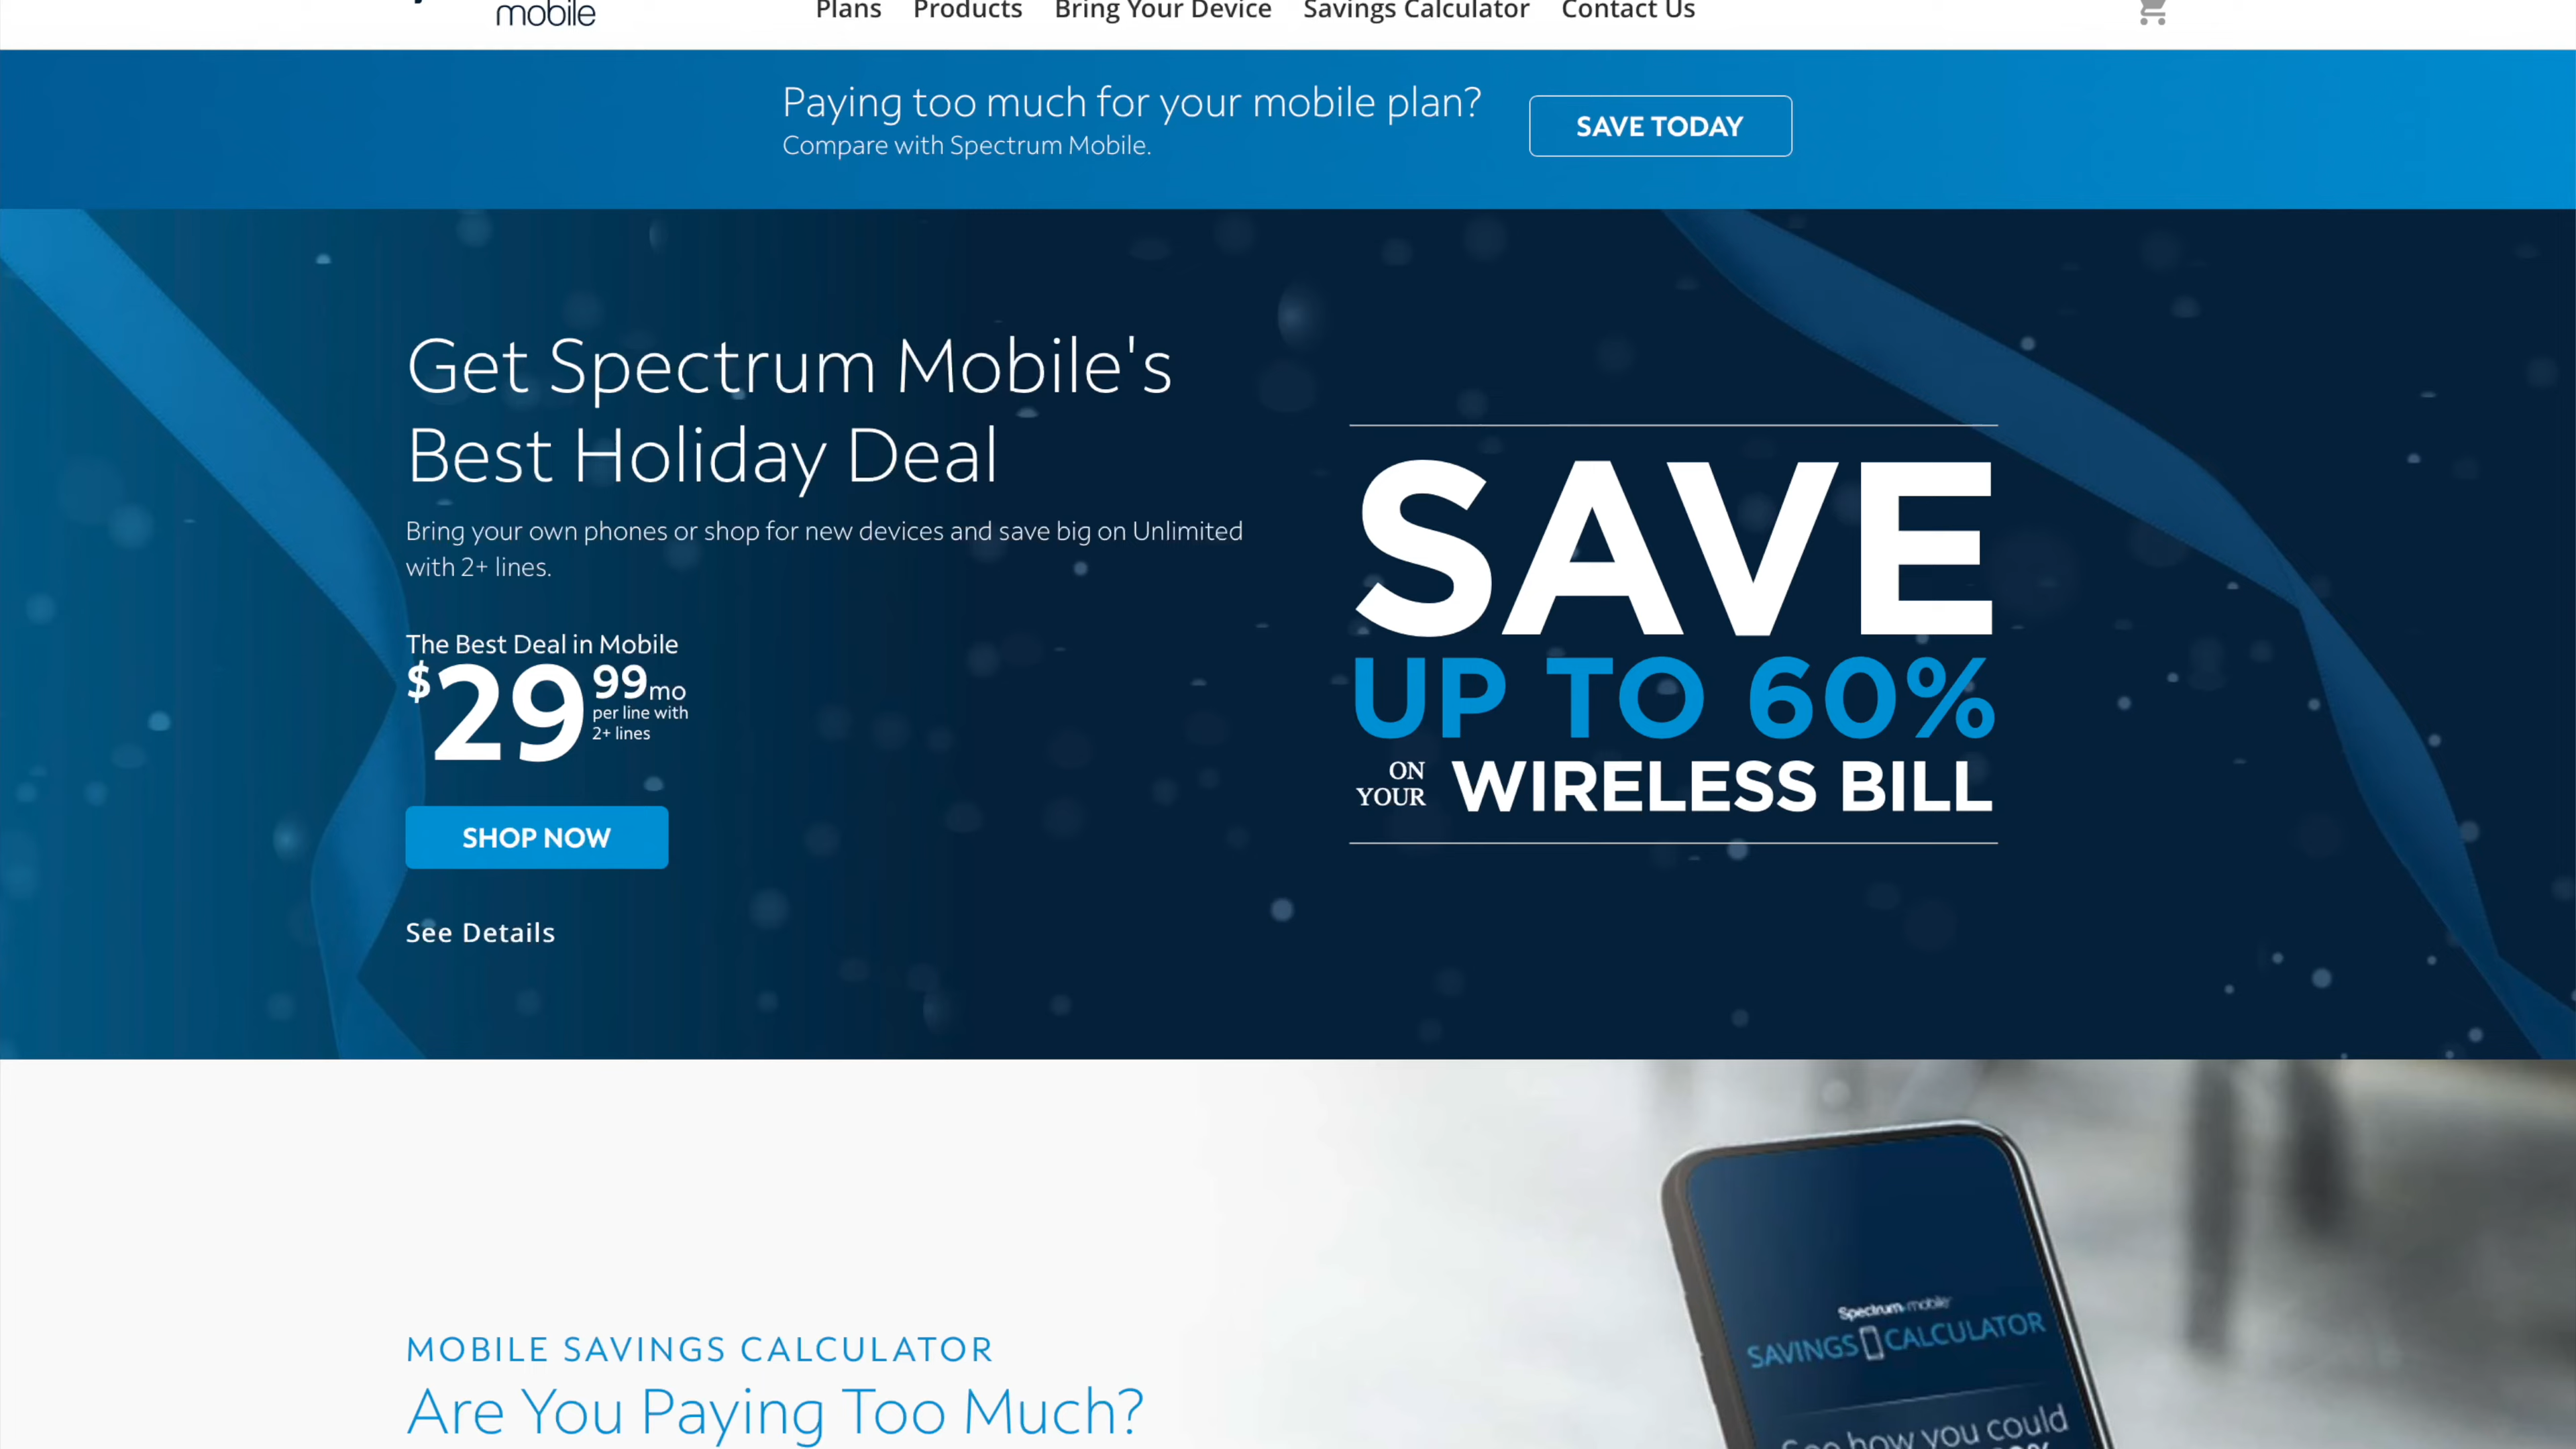 mobile
Plans Products Bring Your Device Savings Calculator Contact Us
Paying too much for your mobile plan?
Compare with Spectrum Mobile.
SAVE TODAY
Get Spectrum Mobile's
Best Holiday Deal
Bring your own phones or shop for new devices and save big on Unlimited
with 2+ lines.
The Best Deal in Mobile
$29 99 mo
per line with
2+ lines
SHOP NOW
See Details
SAVE
UP TO 60%
ON YOUR WIRELESS BILL
MOBILE SAVINGS CALCULATOR
Are You Paying Too Much?
Spectrum mobile
SAVINGS CALCULATOR
See how you could